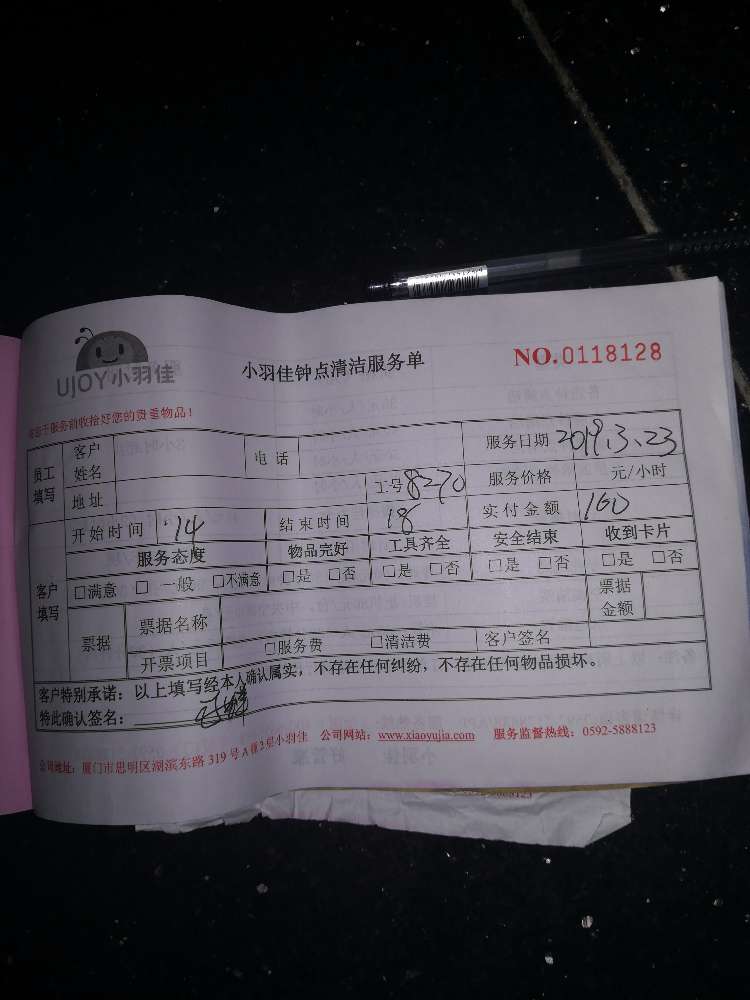 UJOY小羽佳
小羽佳钟点清洁服务单
NO.0118128
服务前收拾好您的贵重物品！
员工填写 客户姓名 电话 服务日期 2019.3.23
地址 工号 8270 服务价格 元/小时
客户填写 开始时间 14 结束时间 18 实付金额 160
服务态度 物品完好 工具齐全 安全结束 收到卡片
□满意 □一般 □不满意 □是 □否 □是 □否 □是 □否 □是 □否
票据 票据名称 票据金额
开票项目 □服务费 □清洁费 客户签名
客户特别承诺：以上填写经本人确认属实，不存在任何纠纷，不存在任何物品损坏。
特此确认签名：
公司地址：厦门市思明区湖滨东路319号A幢2层小羽佳 公司网站：www.xiaoyujia.com 服务监督热线：0592-5888123